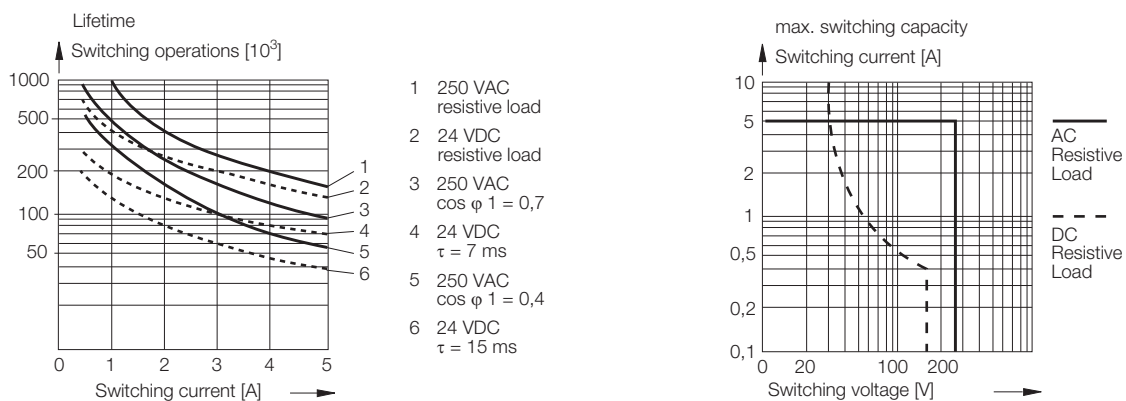 Lifetime
Switching operations [10³]
1000
500
200
100
50
0 1 2 3 4 5
Switching current [A]
1
2
3
4
5
6
1 250 VAC
resistive load
2 24 VDC
resistive load
3 250 VAC
cos φ 1 = 0,7
4 24 VDC
τ = 7 ms
5 250 VAC
cos φ 1 = 0,4
6 24 VDC
τ = 15 ms
max. switching capacity
Switching current [A]
10
5
2
1
0,5
0,2
0,1
0 20 100 200
Switching voltage [V]
AC
Resistive
Load
DC
Resistive
Load